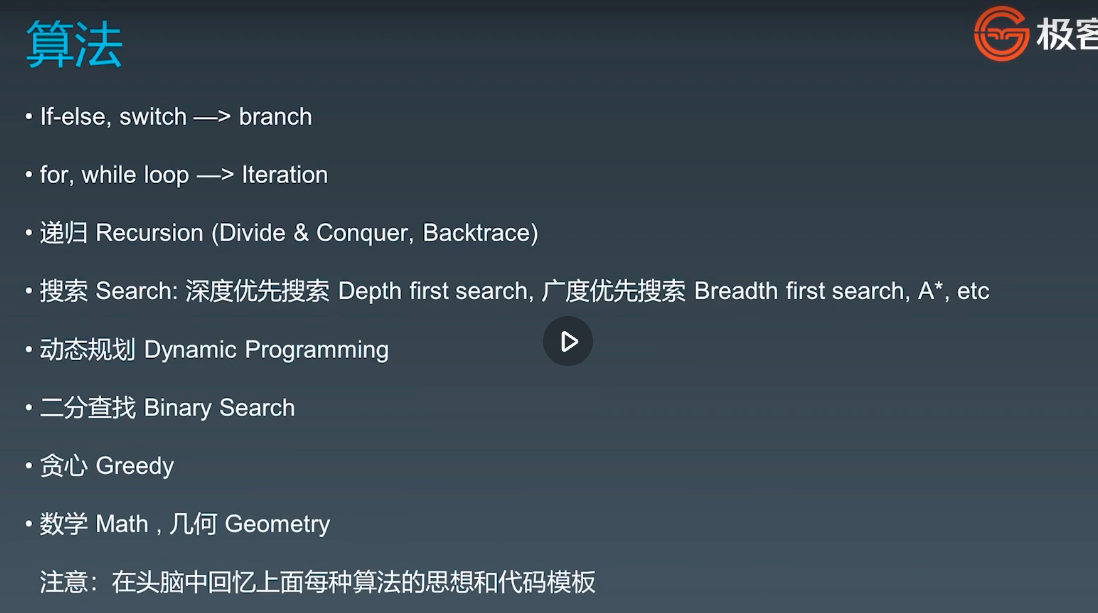 算法
极客
• If-else, switch —> branch
• for, while loop —> Iteration
• 递归 Recursion (Divide & Conquer, Backtrace)
• 搜索 Search: 深度优先搜索 Depth first search, 广度优先搜索 Breadth first search, A*, etc
• 动态规划 Dynamic Programming
• 二分查找 Binary Search
• 贪心 Greedy
• 数学 Math , 几何 Geometry
注意：在头脑中回忆上面每种算法的思想和代码模板